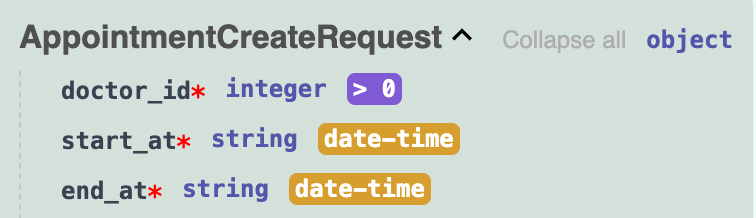 AppointmentCreateRequest Collapse all object
doctor_id* integer > 0
start_at* string date-time
end_at* string date-time